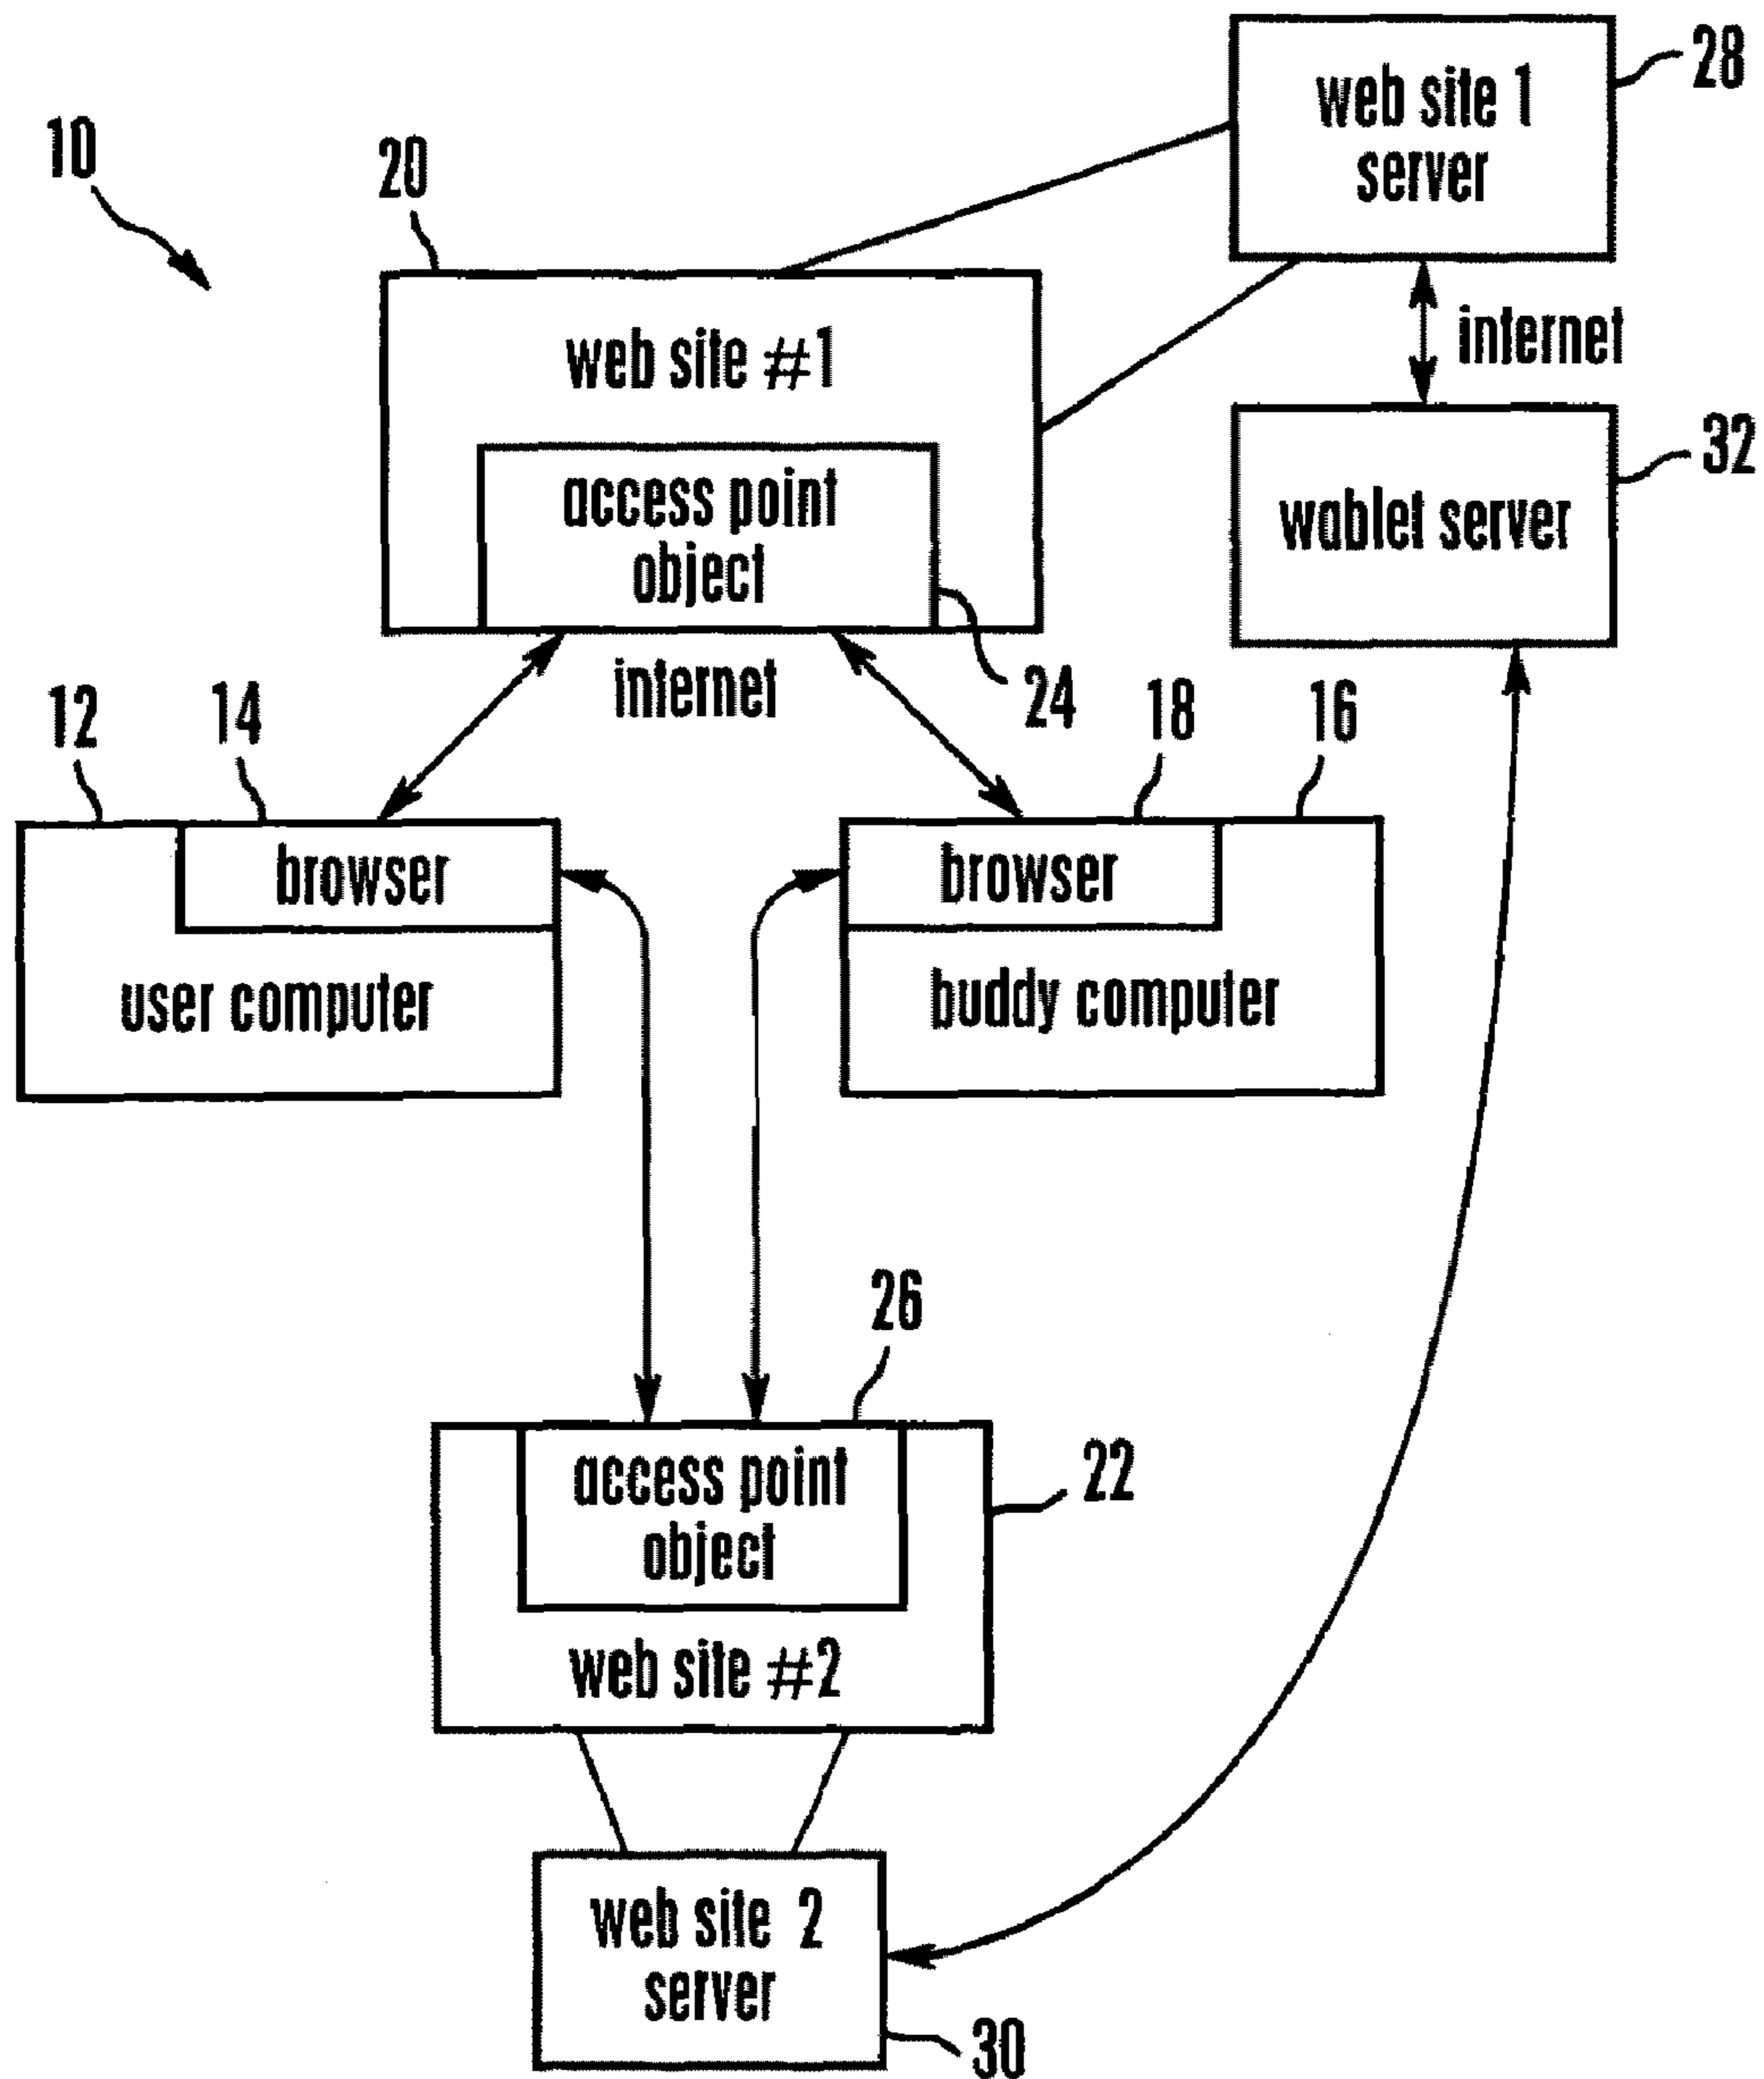 28
web site 1
server
10
20
internet
web site #1
32
access point
object
wablet server
internet
24
12
14
18
16
browser
browser
user computer
buddy computer
26
access point
object
22
web site #2
web site 2
server
30